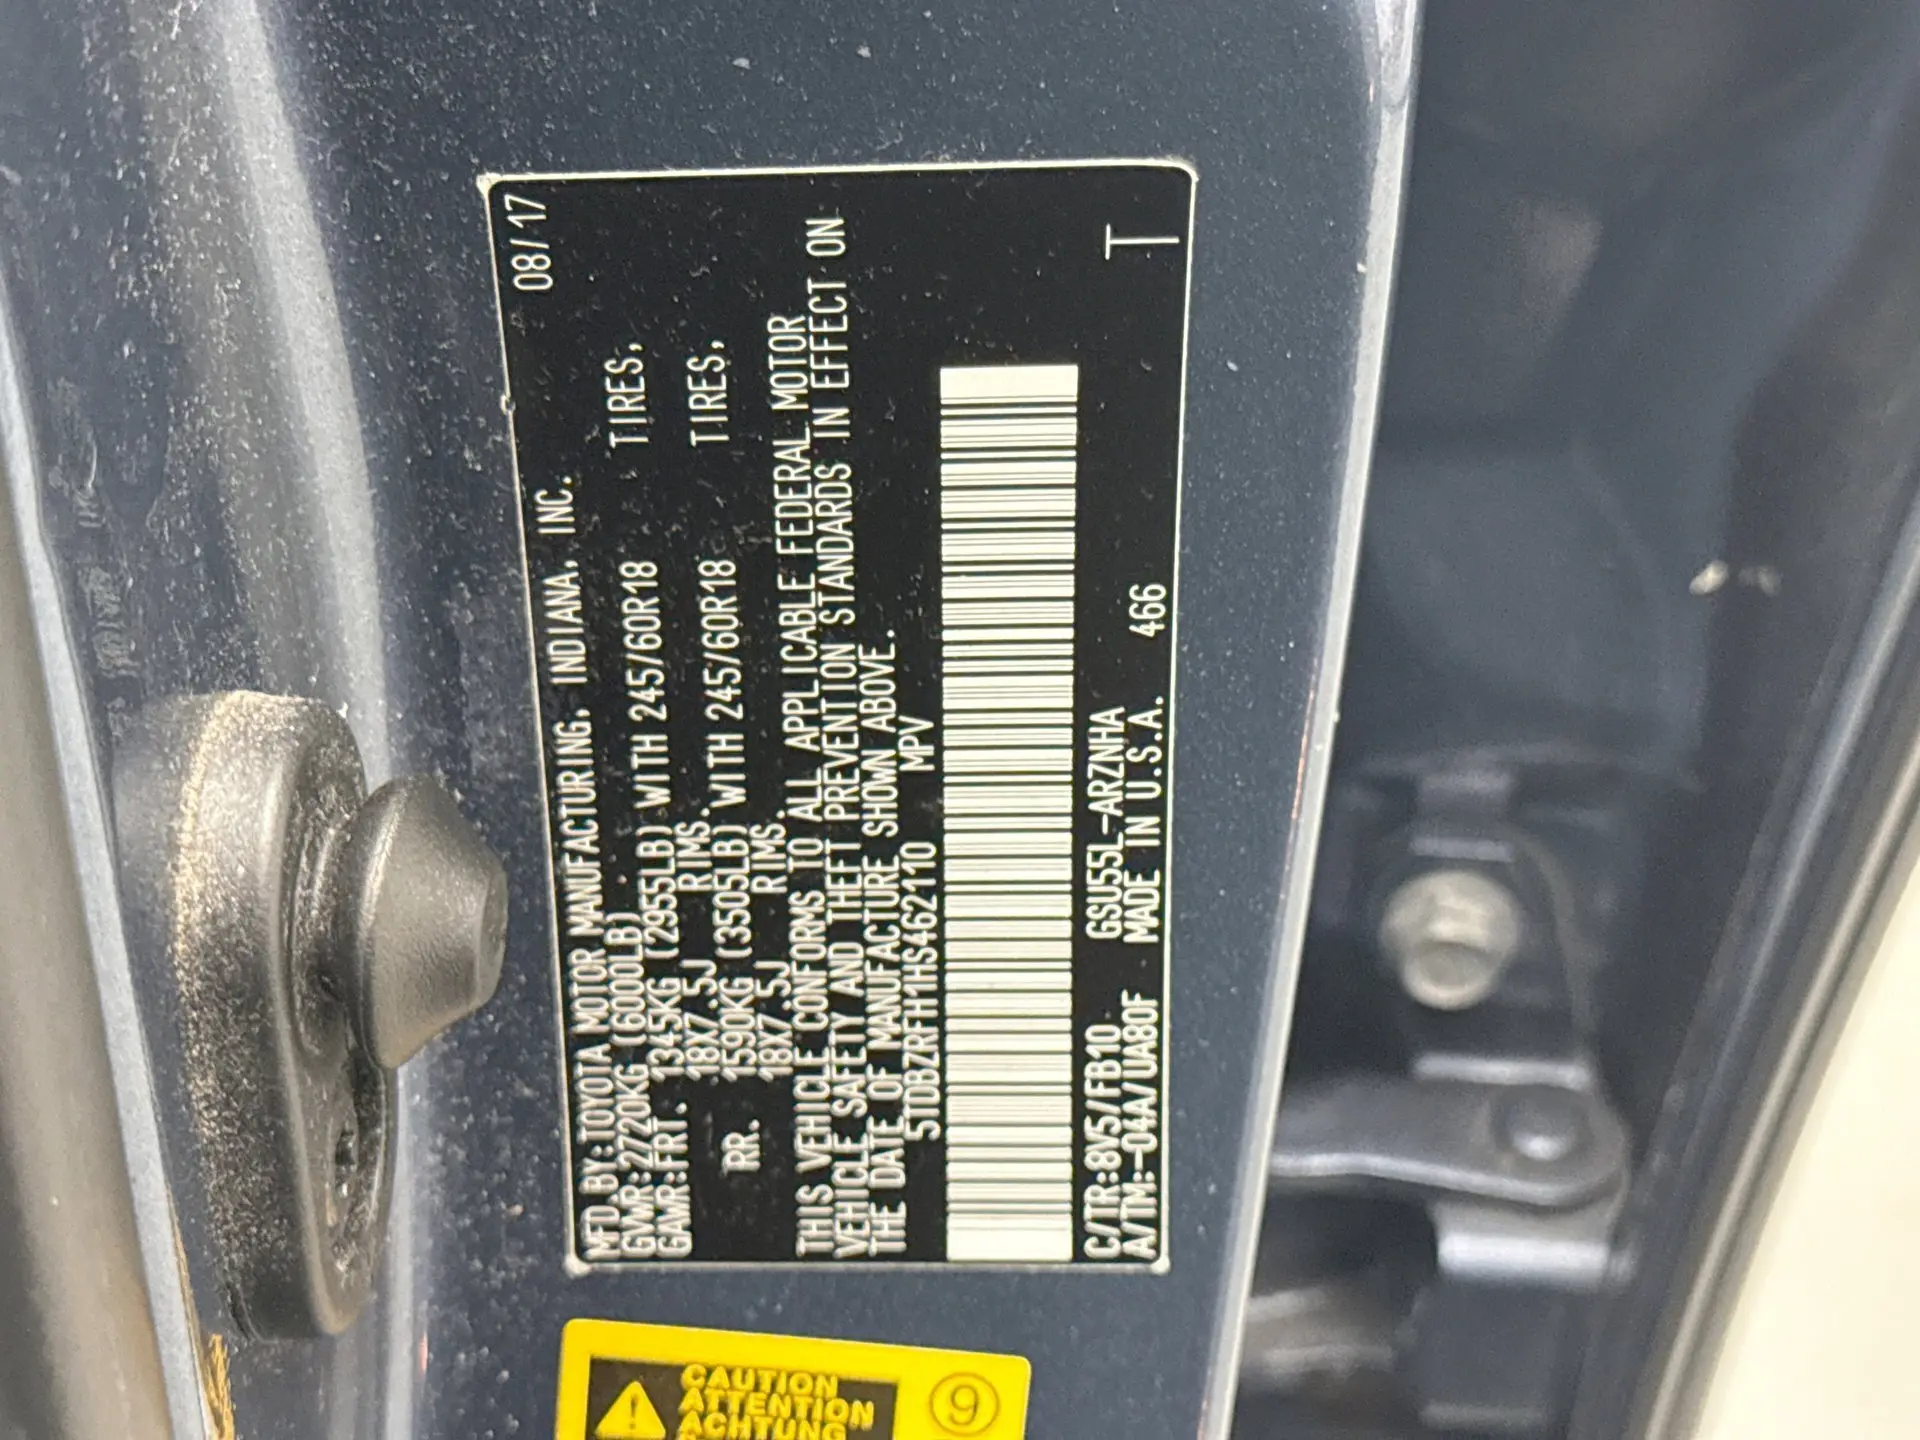 08/17
MFD.BY:TOYOTA MOTOR MANUFACTURING, INDIANA, INC.
GVWR:2720KG (6000LB)
GAWR:FRT. 1345KG (2955LB) WITH 245/60R18 TIRES,
18X7.5J RIMS.
RR. 1590KG (3505LB) WITH 245/60R18 TIRES,
18X7.5J RIMS.
THIS VEHICLE CONFORMS TO ALL APPLICABLE FEDERAL MOTOR
VEHICLE SAFETY AND THEFT PREVENTION STANDARDS IN EFFECT ON
THE DATE OF MANUFACTURE SHOWN ABOVE.
5TDBZRFH1HS462110 MPV
C/TR:8V5/FB10 GSU55L-ARZNHA T
A/TM:-04A/UA80F MADE IN U.S.A. 466
CAUTION
ATTENTION
ACHTUNG
9